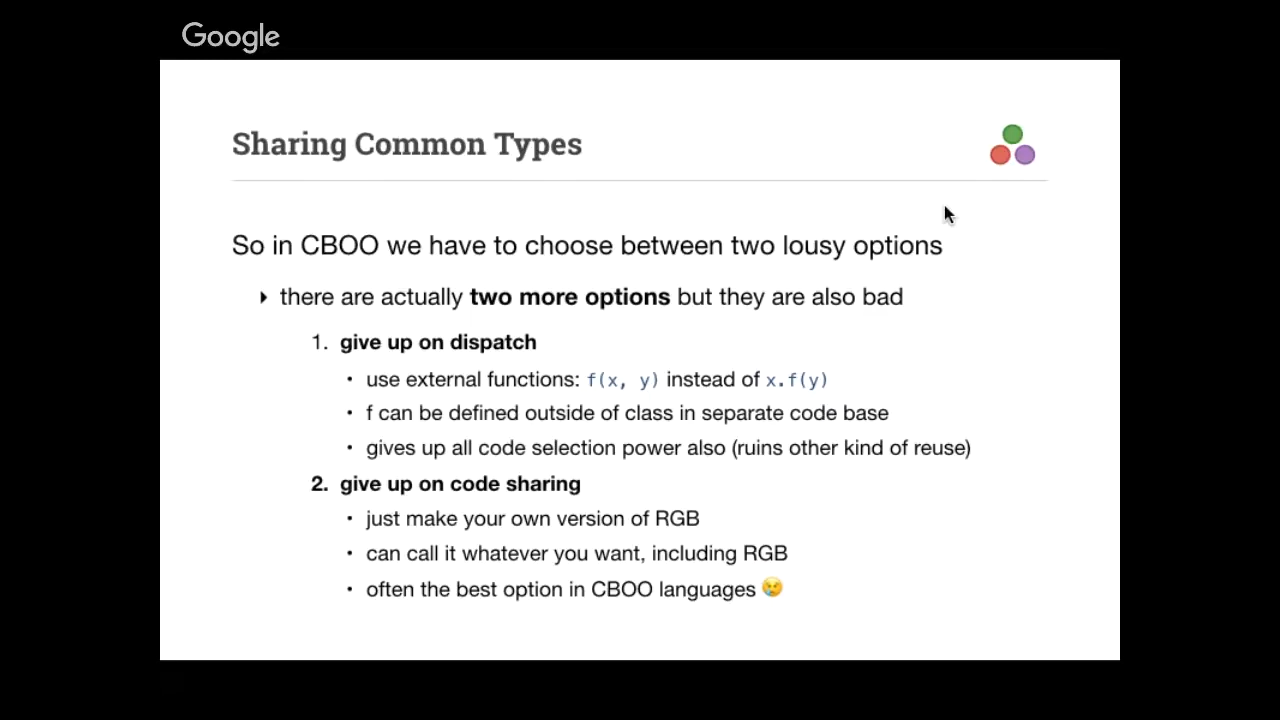 Google
Sharing Common Types
So in CBOO we have to choose between two lousy options
‣ there are actually two more options but they are also bad
1. give up on dispatch
• use external functions: f(x, y) instead of x.f(y)
• f can be defined outside of class in separate code base
• gives up all code selection power also (ruins other kind of reuse)
2. give up on code sharing
• just make your own version of RGB
• can call it whatever you want, including RGB
• often the best option in CBOO languages 😢